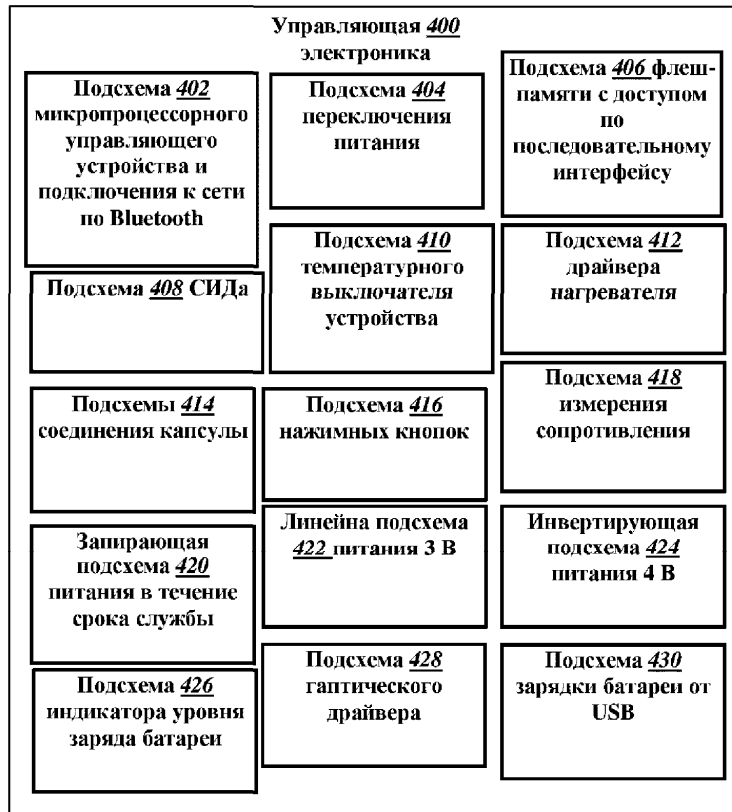 Управляющая 400
электроника
Подсхема 402
микропроцессорного
управляющего
устройства и
подключения к сети
по Bluetooth
Подсхема 404
переключения
питания
Подсхема 406 флеш-
памяти с доступом
по
последовательному
интерфейсу
Подсхема 408 СИДа
Подсхема 410
температурного
выключателя
устройства
Подсхема 412
драйвера
нагревателя
Подсхемы 414
соединения капсулы
Подсхема 416
нажимных кнопок
Подсхема 418
измерения
сопротивления
Запирающая
подсхема 420
питания в течение
срока службы
Линейна подсхема
422 питания 3 В
Инвертирующая
подсхема 424
питания 4 В
Подсхема 426
индикатора уровня
заряда батареи
Подсхема 428
гаптического
драйвера
Подсхема 430
зарядки батареи от
USB